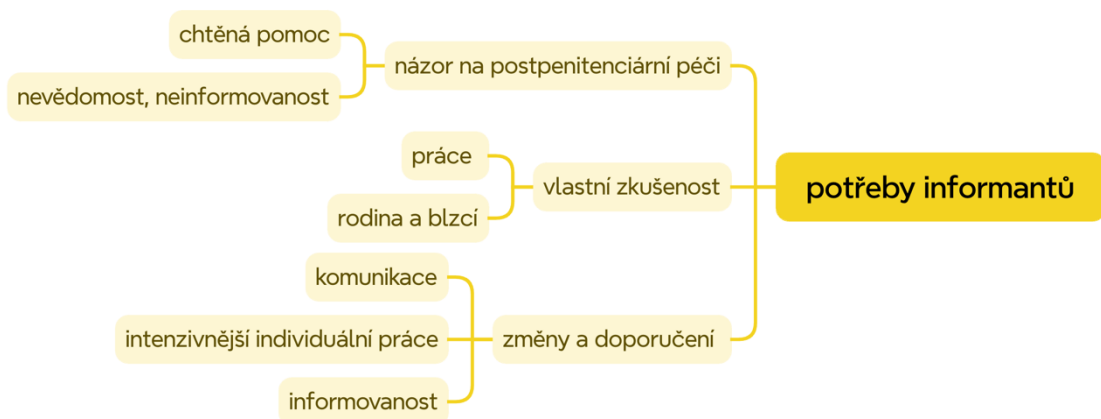 chtěná pomoc
nevědomost, neinformovanost
názor na postpenitenciární péči
práce
rodina a blzcí
vlastní zkušenost
potřeby informantů
komunikace
intenzivnější individuální práce
informovanost
změny a doporučení